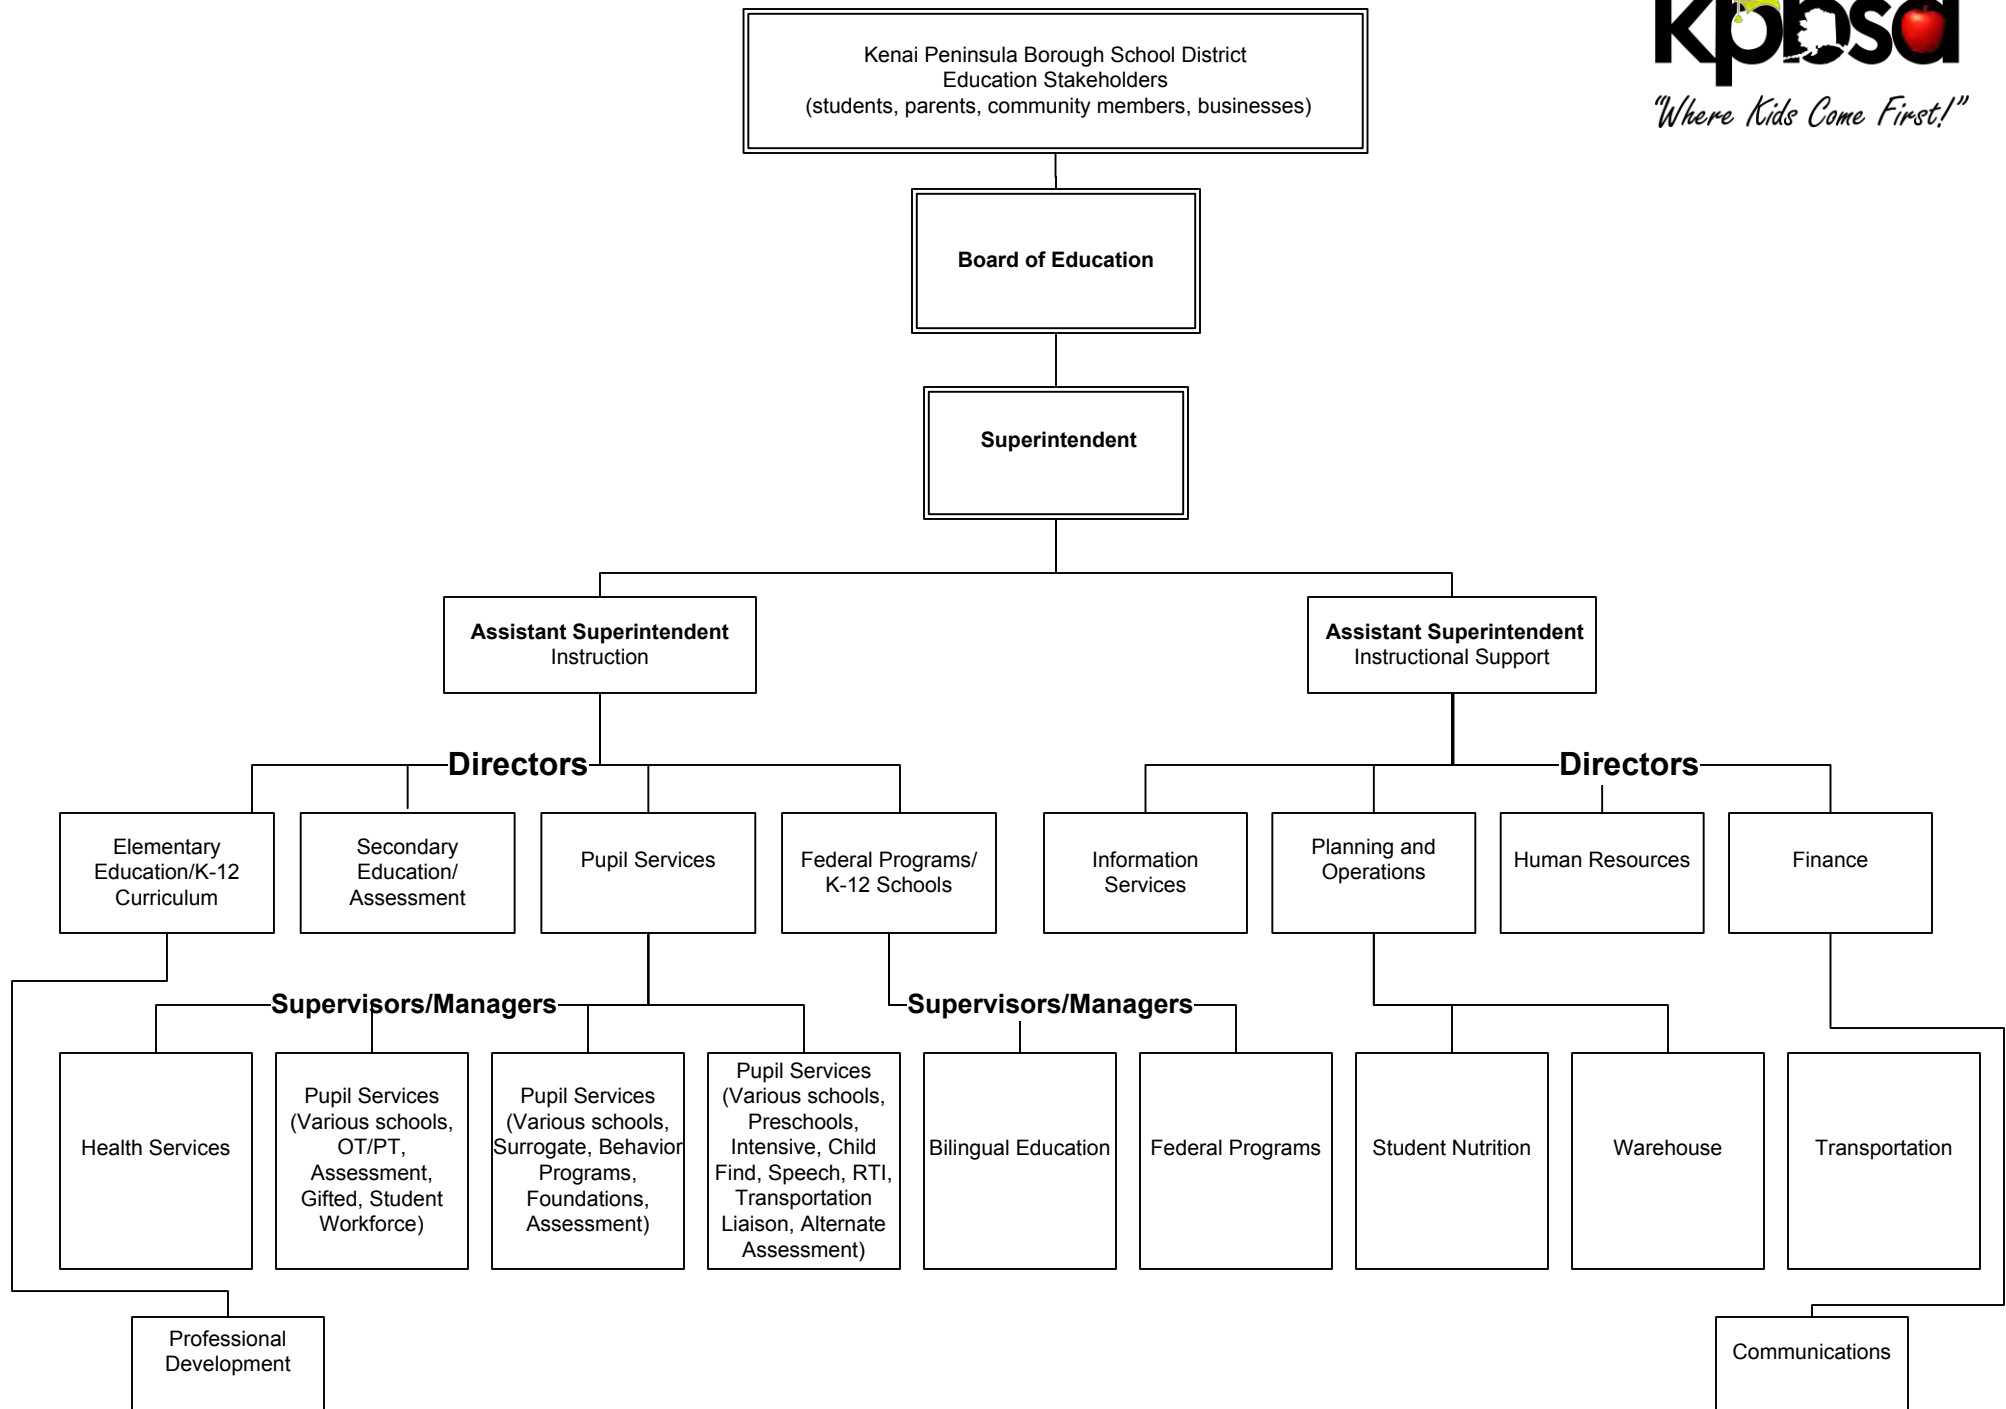 kpbsd
"Where Kids Come First!"
Kenai Peninsula Borough School District
Education Stakeholders
(students, parents, community members, businesses)
Board of Education
Superintendent
Assistant Superintendent
Instruction
Assistant Superintendent
Instructional Support
Directors
Directors
Elementary
Education/K-12
Curriculum
Secondary
Education/
Assessment
Pupil Services
Federal Programs/
K-12 Schools
Information
Services
Planning and
Operations
Human Resources
Finance
Supervisors/Managers
Supervisors/Managers
Health Services
Pupil Services
(Various schools,
OT/PT,
Assessment,
Gifted, Student
Workforce)
Pupil Services
(Various schools,
Surrogate, Behavior
Programs,
Foundations,
Assessment)
Pupil Services
(Various schools,
Preschools,
Intensive, Child
Find, Speech, RTI,
Transportation
Liaison, Alternate
Assessment)
Bilingual Education
Federal Programs
Student Nutrition
Warehouse
Transportation
Professional
Development
Communications